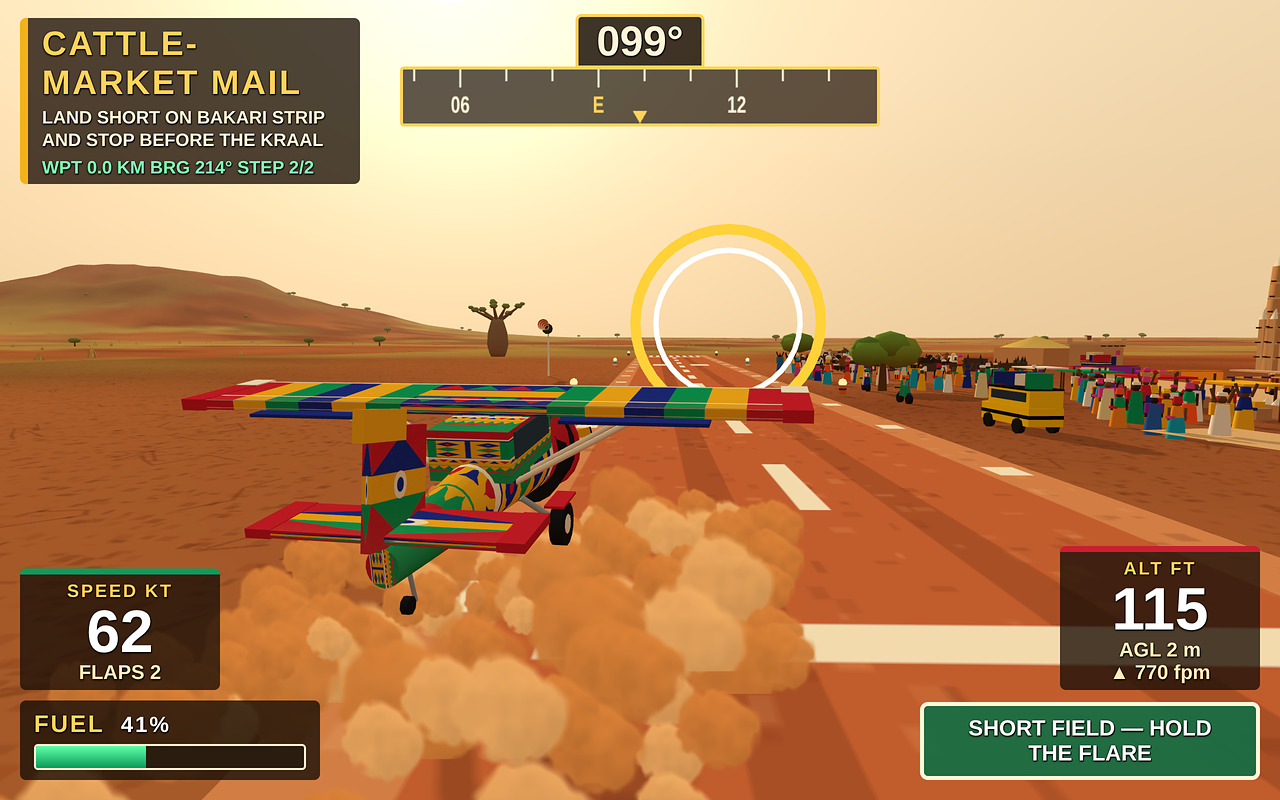 CATTLE-
MARKET MAIL
LAND SHORT ON BAKARI STRIP
AND STOP BEFORE THE KRAAL
WPT 0.0 KM BRG 214° STEP 2/2
099°
06 E 12
SPEED KT
62
FLAPS 2
FUEL 41%
ALT FT
115
AGL 2 m
▲ 770 fpm
SHORT FIELD — HOLD
THE FLARE